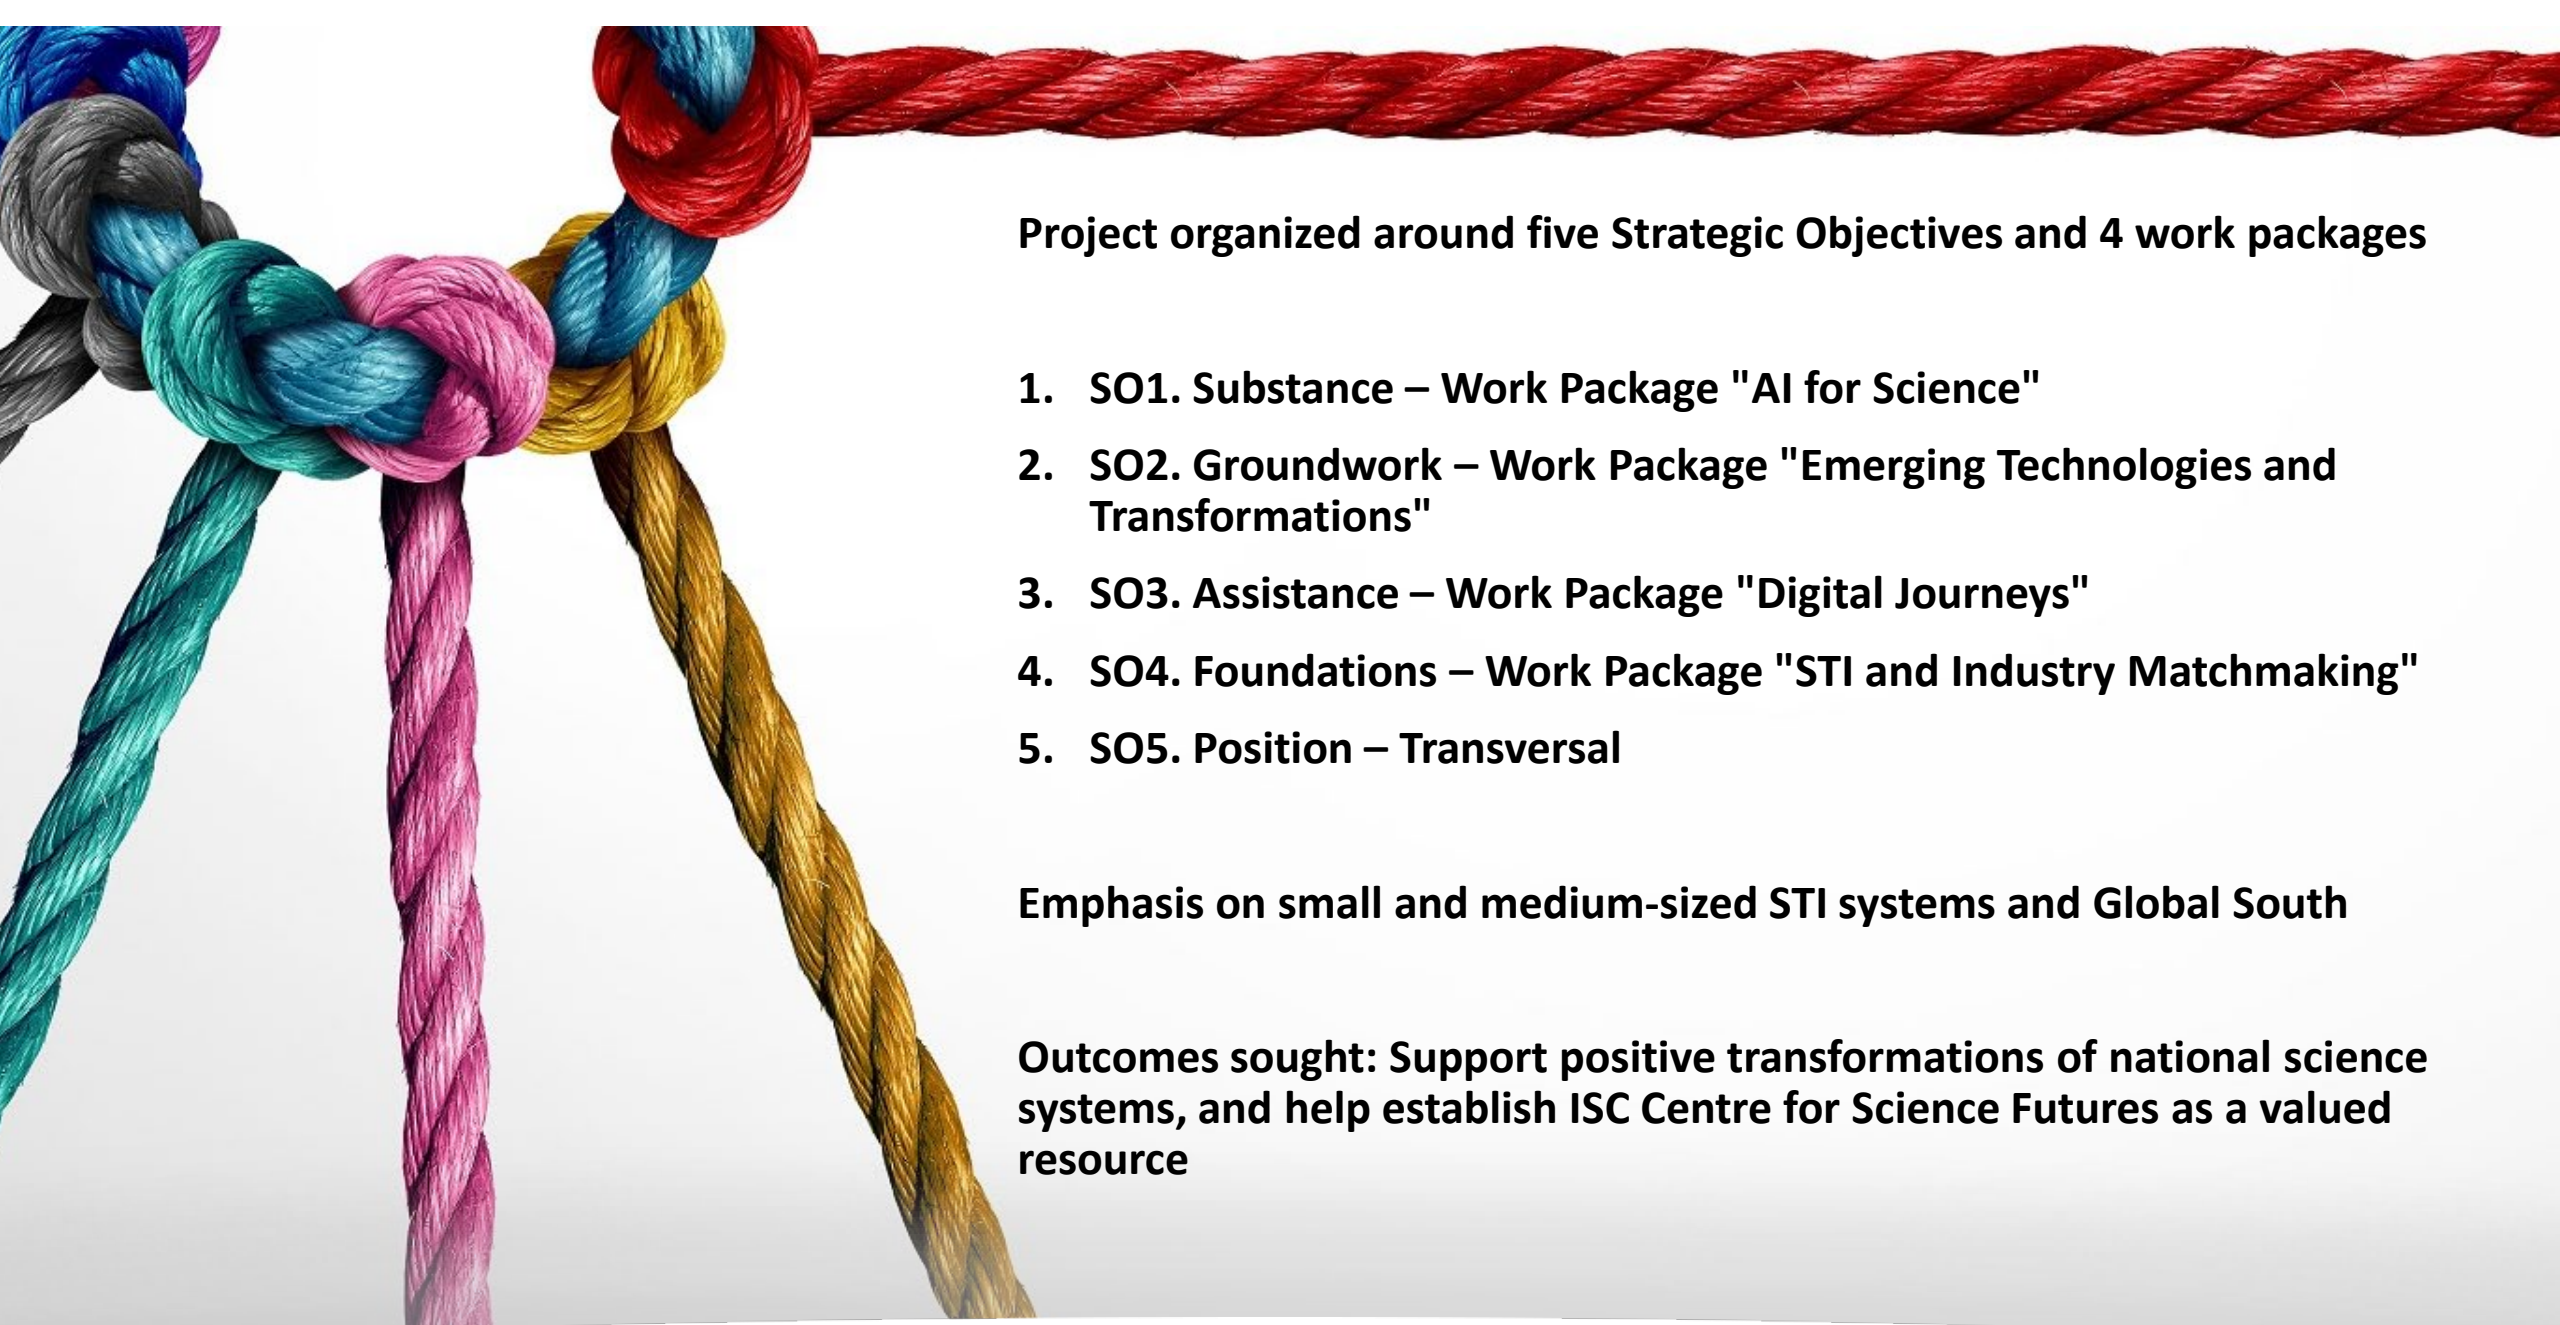 Project organized around five Strategic Objectives and 4 work packages
1. SO1. Substance – Work Package "AI for Science"
2. SO2. Groundwork – Work Package "Emerging Technologies and
Transformations"
3. SO3. Assistance – Work Package "Digital Journeys"
4. SO4. Foundations – Work Package "STI and Industry Matchmaking"
5. SO5. Position – Transversal
Emphasis on small and medium-sized STI systems and Global South
Outcomes sought: Support positive transformations of national science
systems, and help establish ISC Centre for Science Futures as a valued
resource